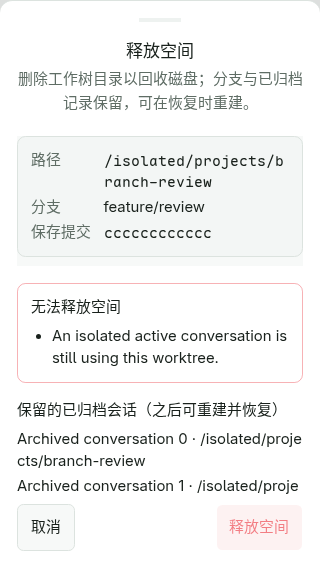 释放空间
删除工作树目录以回收磁盘；分支与已归档
记录保留，可在恢复时重建。
路径 /isolated/projects/b
ranch-review
分支 feature/review
保存提交 cccccccccccc
无法释放空间
• An isolated active conversation is
still using this worktree.
保留的已归档会话（之后可重建并恢复）
Archived conversation 0 · /isolated/proje
cts/branch-review
Archived conversation 1 · /isolated/proje
取消 释放空间